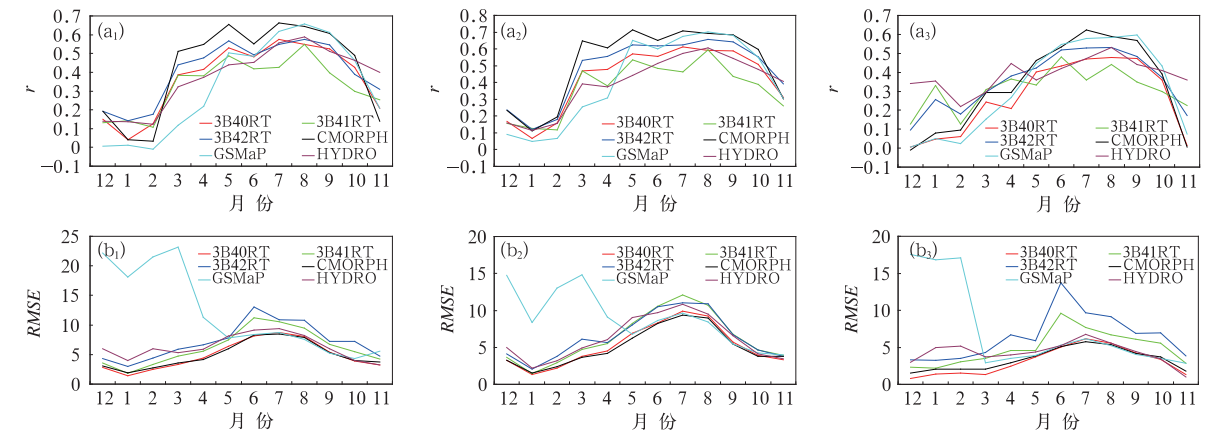 (a₁)
r
0.7
0.6
0.5
0.4
0.3
0.2
0.1
0
−0.1
3B40RT 3B41RT
3B42RT CMORPH
GSMaP HYDRO
12 1 2 3 4 5 6 7 8 9 10 11
月 份
(a₂)
r
0.8
0.7
0.6
0.5
0.4
0.3
0.2
0.1
0
−0.1
3B40RT 3B41RT
3B42RT CMORPH
GSMaP HYDRO
12 1 2 3 4 5 6 7 8 9 10 11
月 份
(a₃)
r
0.7
0.6
0.5
0.4
0.3
0.2
0.1
0.0
−0.1
3B40RT 3B41RT
3B42RT CMORPH
GSMaP HYDRO
12 1 2 3 4 5 6 7 8 9 10 11
月 份
(b₁)
RMSE
25
20
15
10
5
0
3B40RT 3B41RT
3B42RT CMORPH
GSMaP HYDRO
12 1 2 3 4 5 6 7 8 9 10 11
月 份
(b₂)
RMSE
20
15
10
5
0
3B40RT 3B41RT
3B42RT CMORPH
GSMaP HYDRO
12 1 2 3 4 5 6 7 8 9 10 11
月 份
(b₃)
RMSE
20
15
10
5
0
3B40RT 3B41RT
3B42RT CMORPH
GSMaP HYDRO
12 1 2 3 4 5 6 7 8 9 10 11
月 份